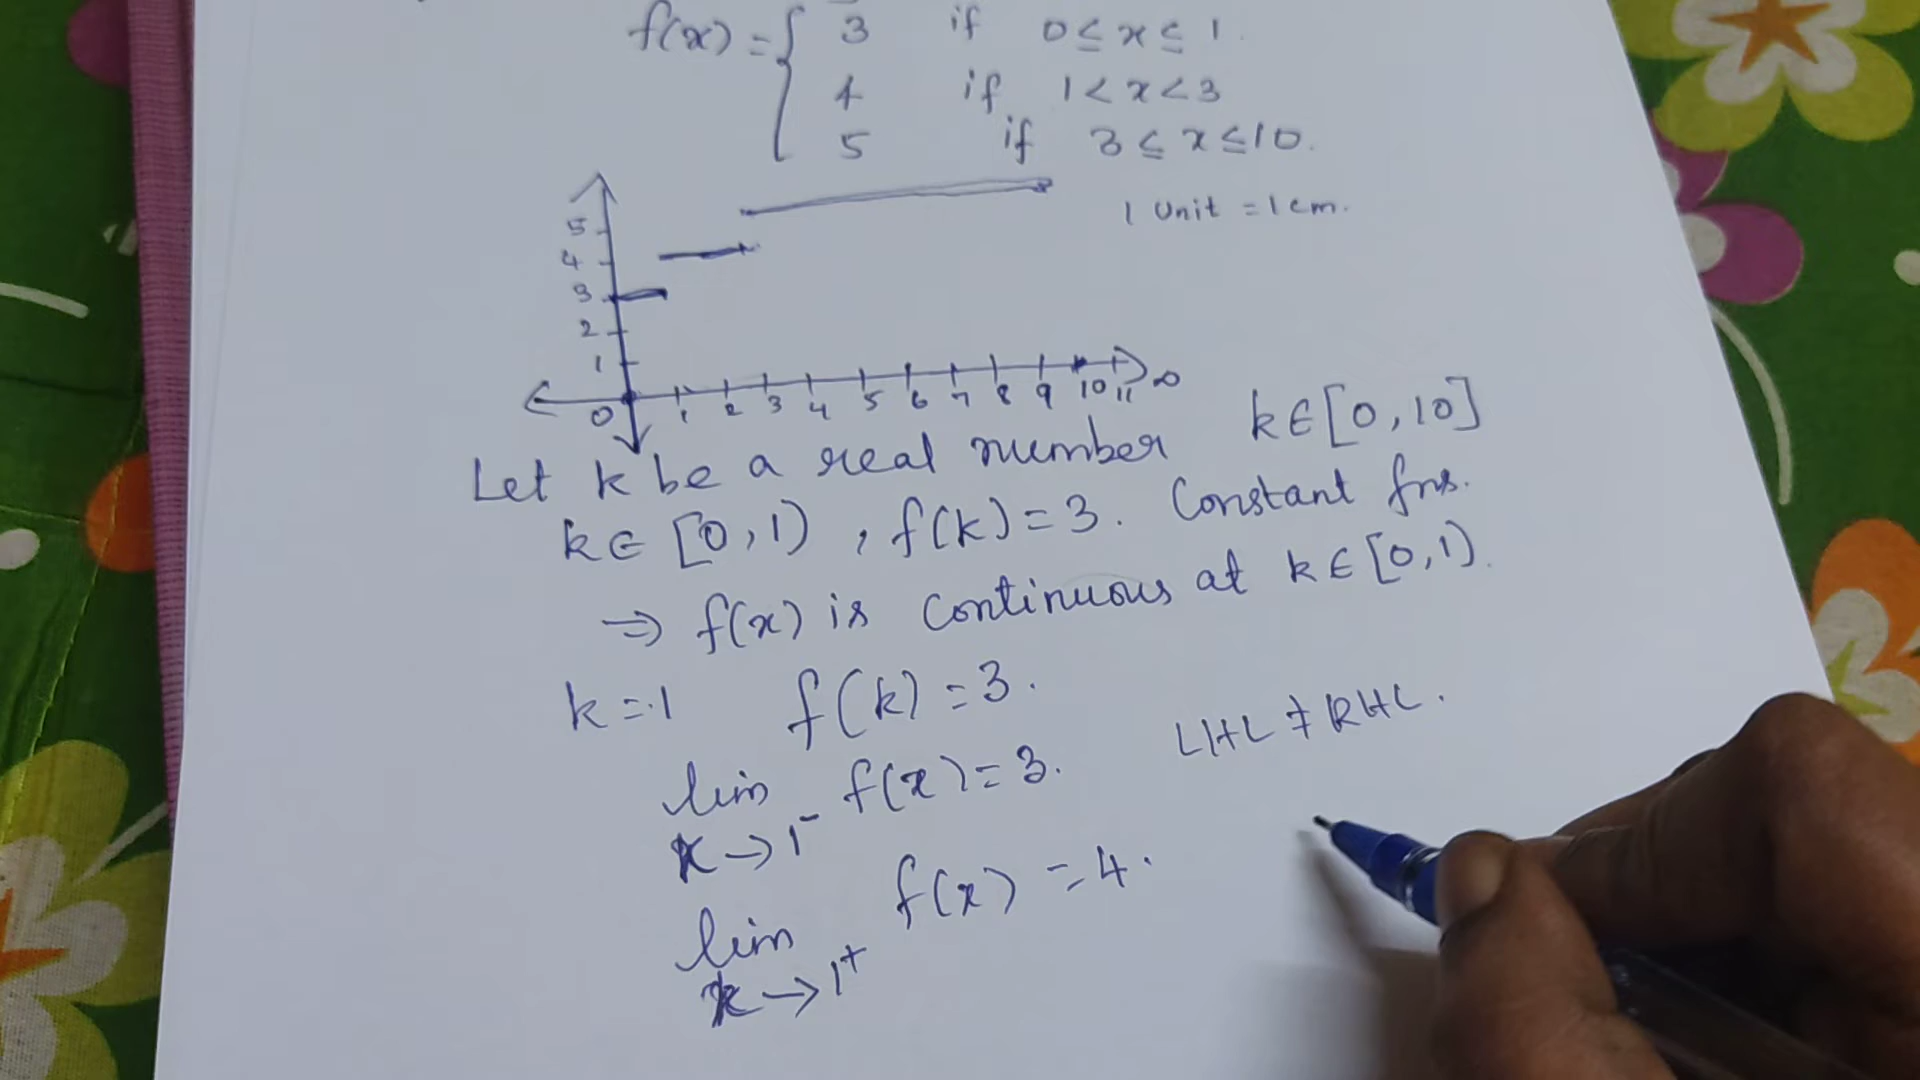 f(x) = { 3 if 0 ≤ x ≤ 1.
4 if 1 < x < 3
5 if 3 ≤ x ≤ 10.
1 Unit = 1cm.
5
4
3
2
1
0 1 2 3 4 5 6 7 8 9 10 11 ∞
Let k be a real number k ∈ [0, 10]
k ∈ [0, 1) , f(k) = 3. Constant fns.
⇒ f(x) is continuous at k ∈ [0, 1).
k = 1 f(k) = 3.
lim f(x) = 3. LHL ≠ RHL.
x → 1⁻
lim f(x) = 4.
x → 1⁺